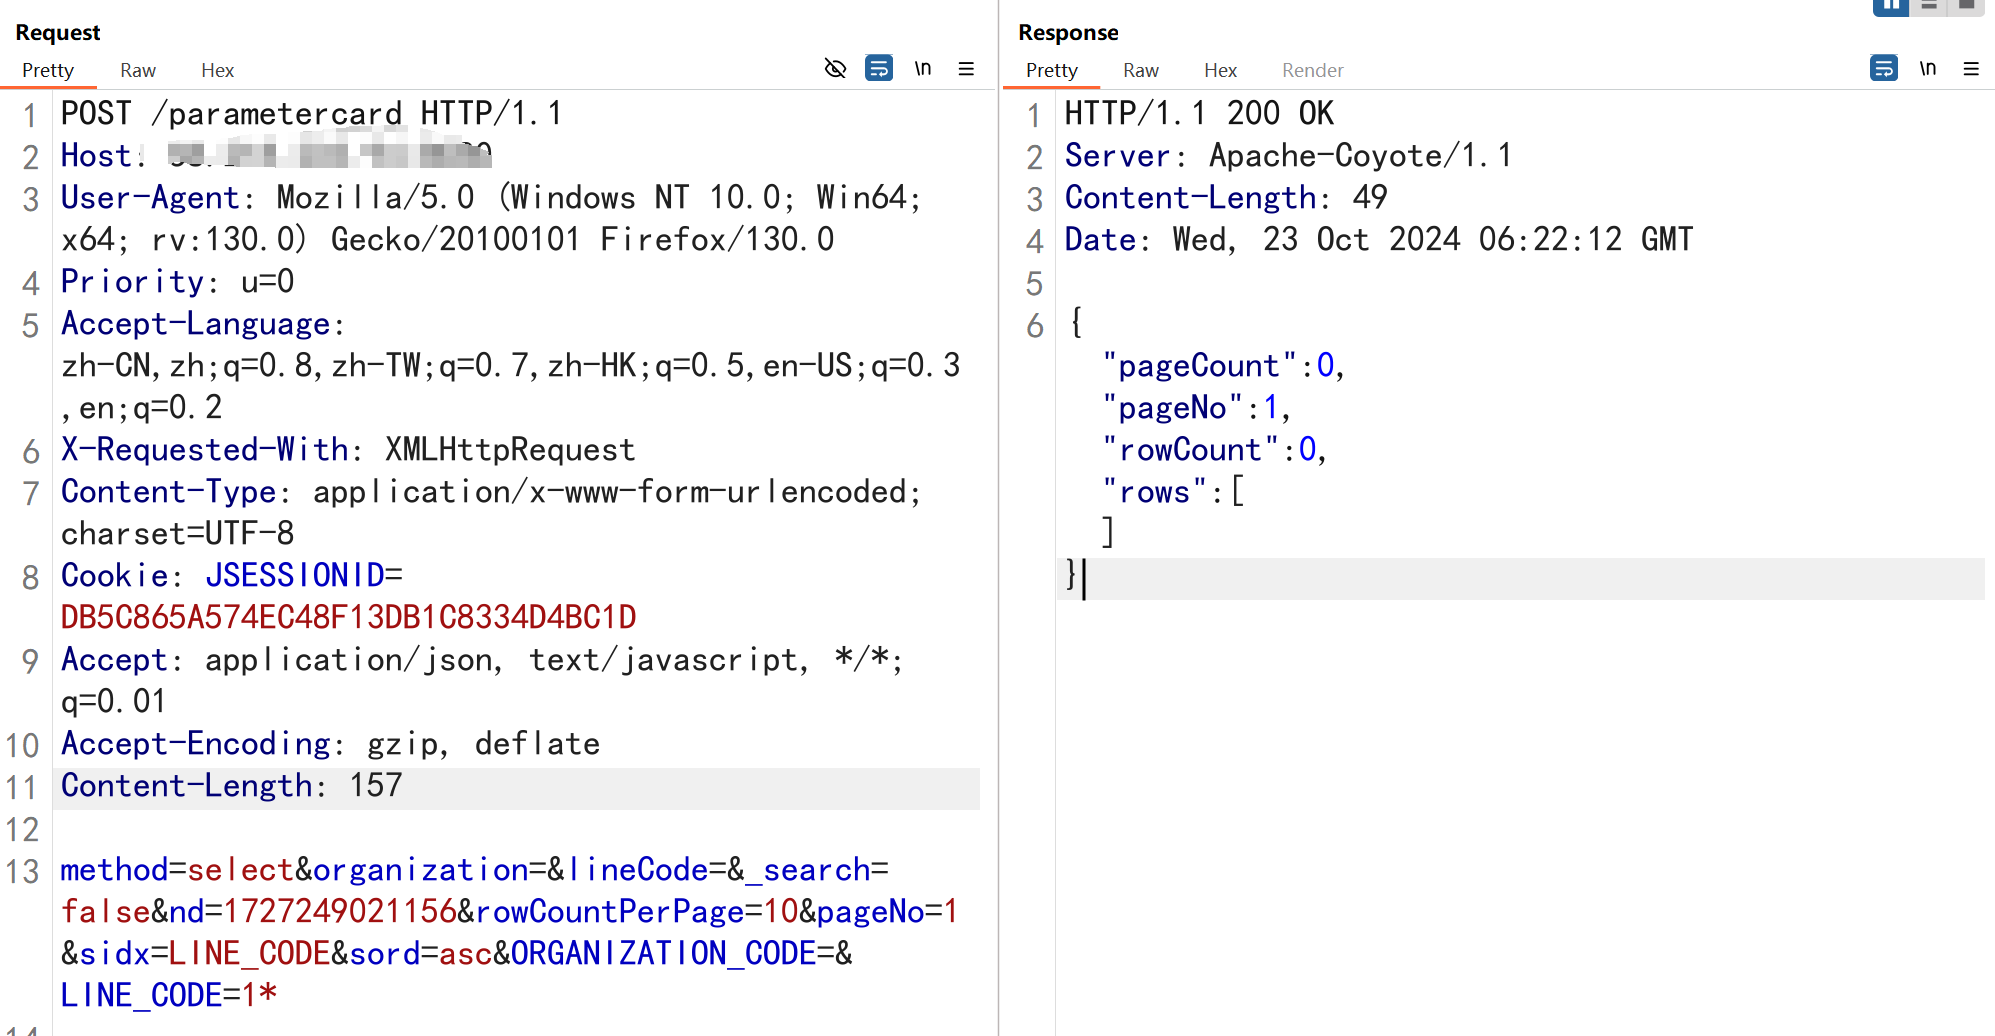 Request
Pretty Raw Hex
\n
1 POST /parametercard HTTP/1.1
2 Host:
3 User-Agent: Mozilla/5.0 (Windows NT 10.0; Win64;
x64; rv:130.0) Gecko/20100101 Firefox/130.0
4 Priority: u=0
5 Accept-Language:
zh-CN,zh;q=0.8,zh-TW;q=0.7,zh-HK;q=0.5,en-US;q=0.3
,en;q=0.2
6 X-Requested-With: XMLHttpRequest
7 Content-Type: application/x-www-form-urlencoded;
charset=UTF-8
8 Cookie: JSESSIONID=
DB5C865A574EC48F13DB1C8334D4BC1D
9 Accept: application/json, text/javascript, */*;
q=0.01
10 Accept-Encoding: gzip, deflate
11 Content-Length: 157
12
13 method=select&organization=&lineCode=&_search=
false&nd=1727249021156&rowCountPerPage=10&pageNo=1
&sidx=LINE_CODE&sord=asc&ORGANIZATION_CODE=&
LINE_CODE=1*
14
Response
Pretty Raw Hex Render
\n
1 HTTP/1.1 200 OK
2 Server: Apache-Coyote/1.1
3 Content-Length: 49
4 Date: Wed, 23 Oct 2024 06:22:12 GMT
5
6 {
"pageCount":0,
"pageNo":1,
"rowCount":0,
"rows":[
]
}